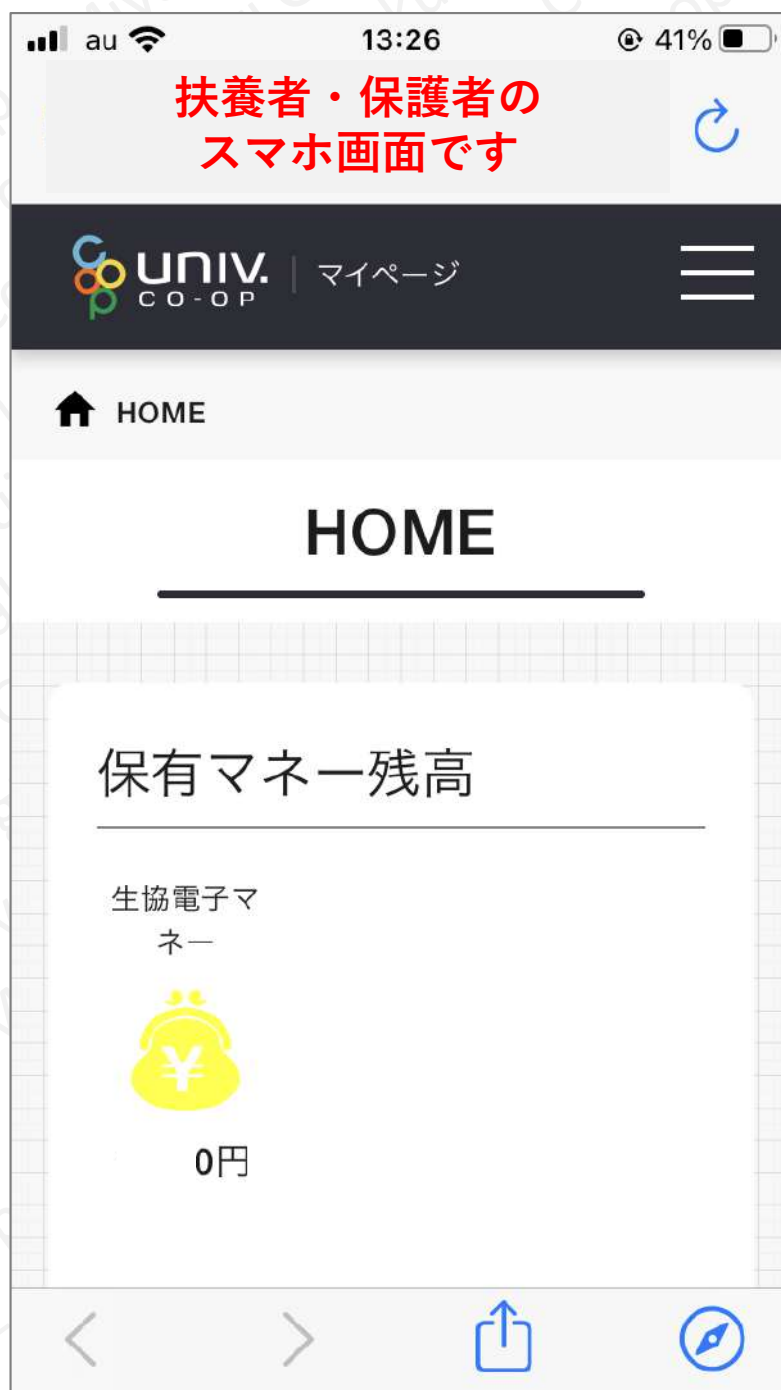 au 13:26 41%
扶養者・保護者の
スマホ画面です
UNIV. CO-OP マイページ
HOME
HOME
保有マネー残高
生協電子マ
ネー
¥
0円